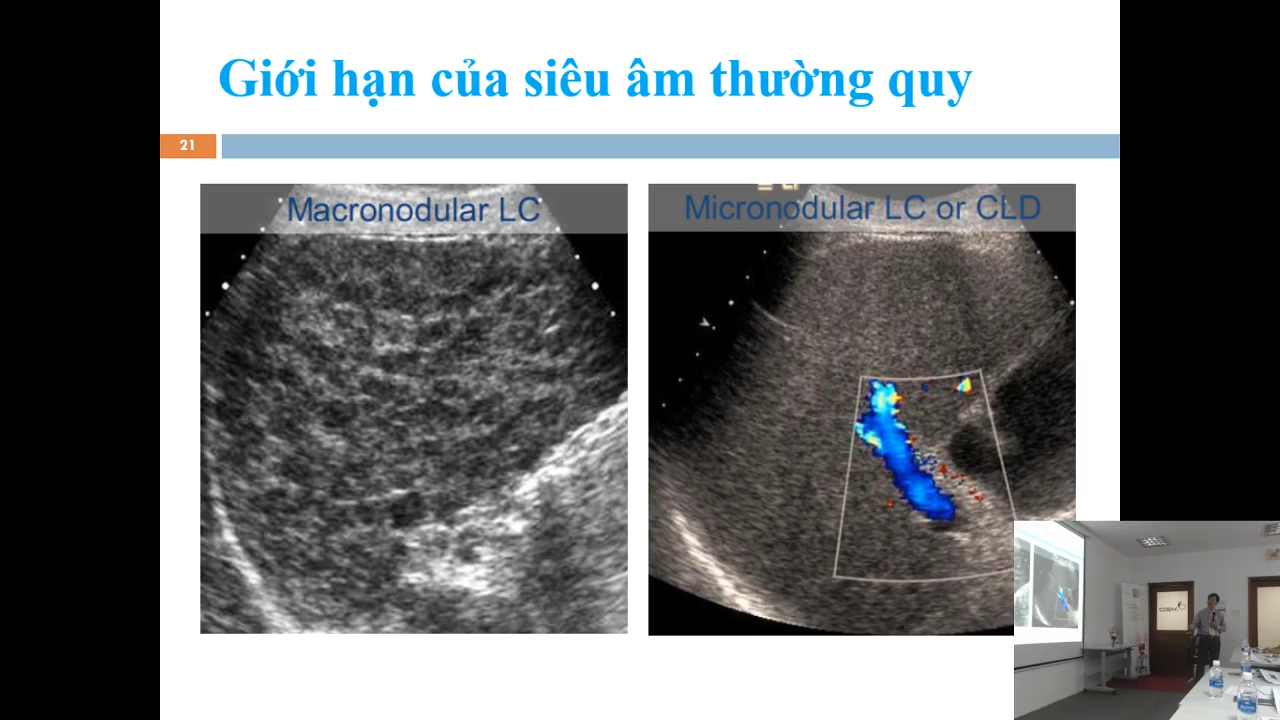 Giới hạn của siêu âm thường quy
21
Macronodular LC
Micronodular LC or CLD